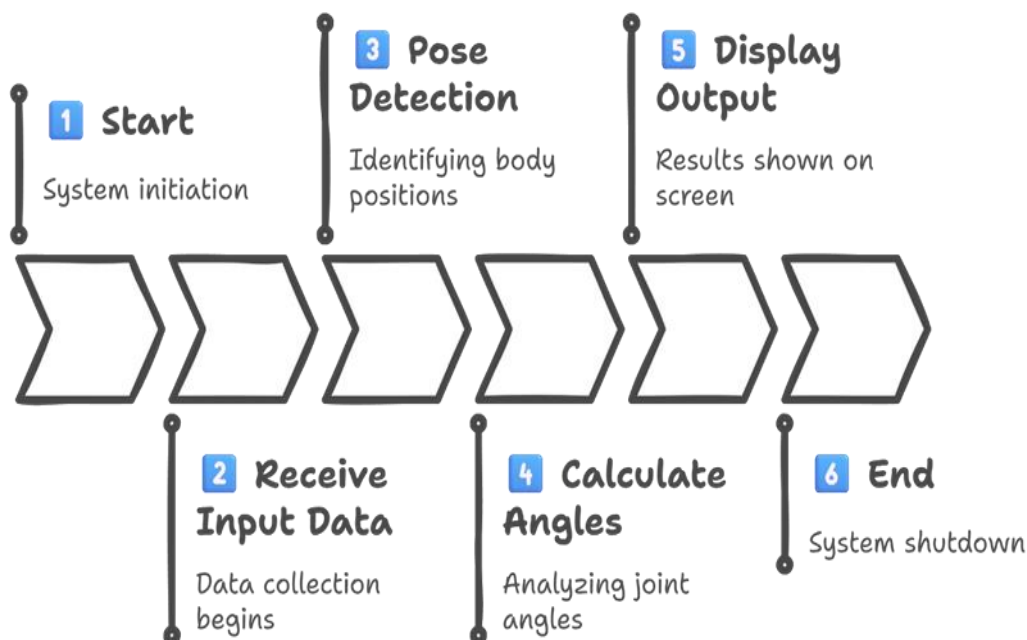 1 Start
System initiation
2 Receive
Input Data
Data collection
begins
3 Pose
Detection
Identifying body
positions
4 Calculate
Angles
Analyzing joint
angles
5 Display
Output
Results shown on
screen
6 End
System shutdown